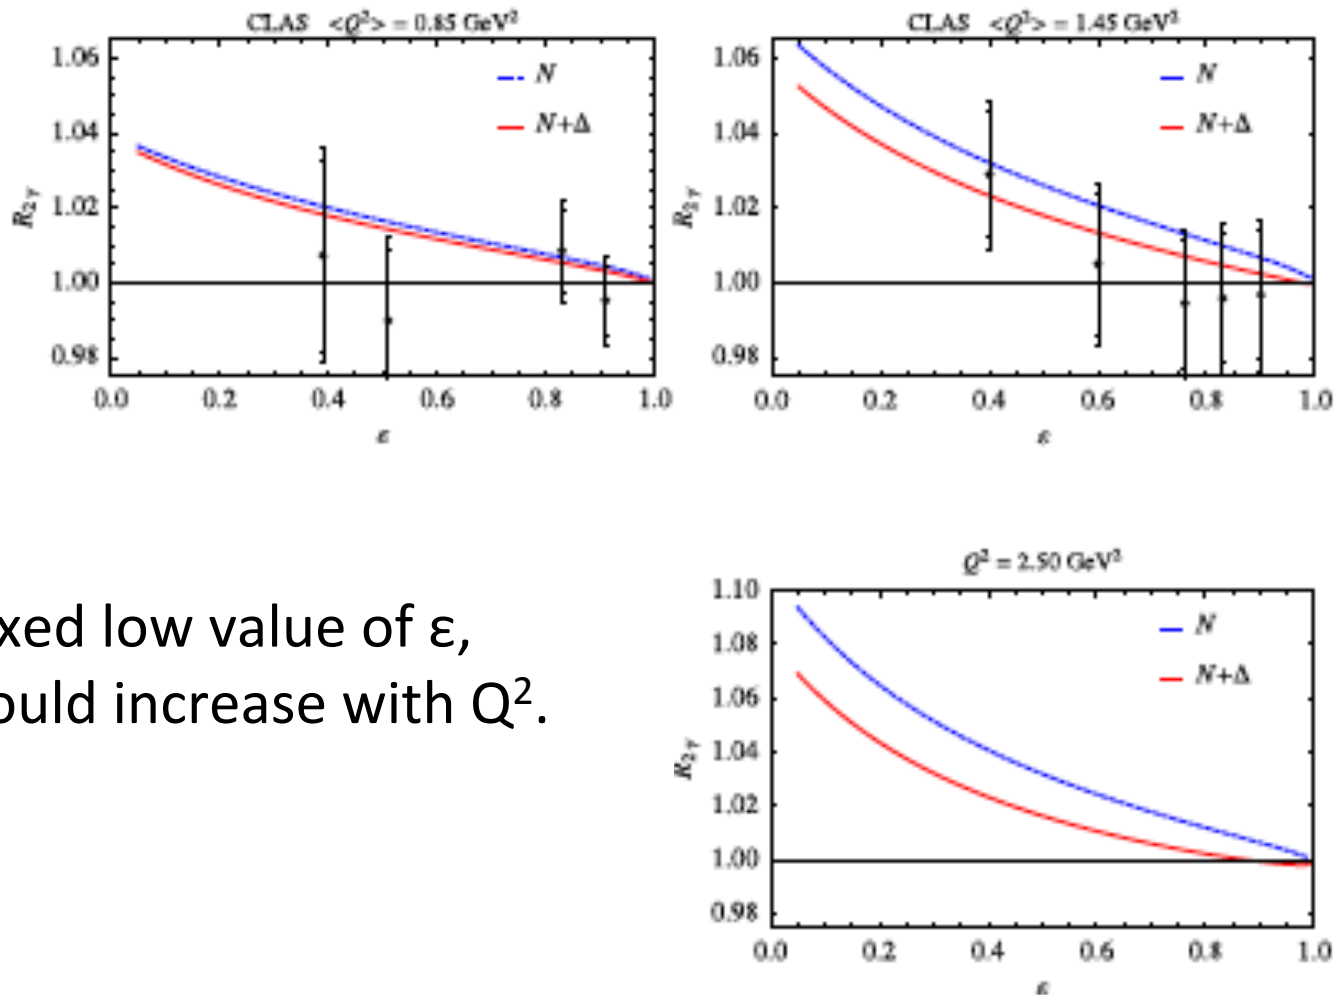 CLAS <Q²> = 0.85 GeV²
N
N+Δ
1.06
1.04
1.02
1.00
0.98
R2γ
0.0 0.2 0.4 0.6 0.8 1.0
ε
CLAS <Q²> = 1.45 GeV²
N
N+Δ
1.06
1.04
1.02
1.00
0.98
R2γ
0.0 0.2 0.4 0.6 0.8 1.0
ε
xed low value of ε,
ould increase with Q².
Q² = 2.50 GeV²
N
N+Δ
1.10
1.08
1.06
1.04
1.02
1.00
0.98
R2γ
0.0 0.2 0.4 0.6 0.8 1.0
ε